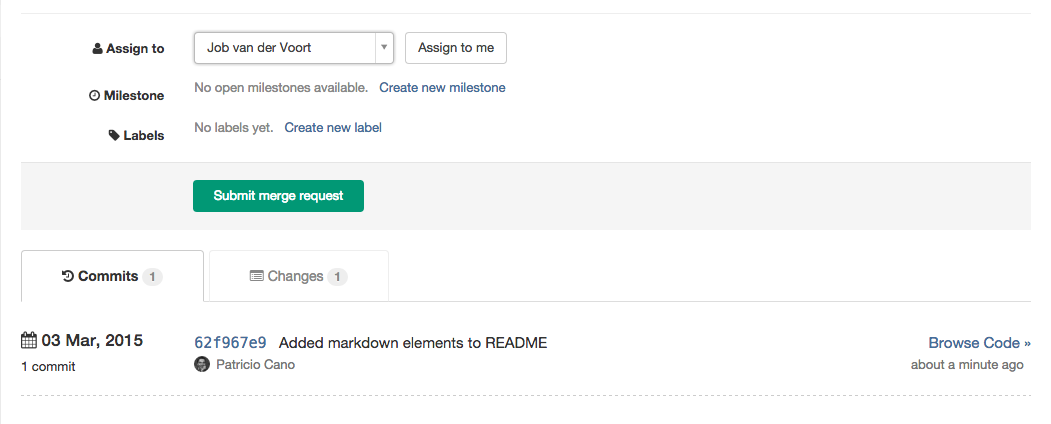 Assign to Job van der Voort Assign to me
Milestone No open milestones available. Create new milestone
Labels No labels yet. Create new label
Submit merge request
Commits 1 Changes 1
03 Mar, 2015 62f967e9 Added markdown elements to README Browse Code »
1 commit Patricio Cano about a minute ago